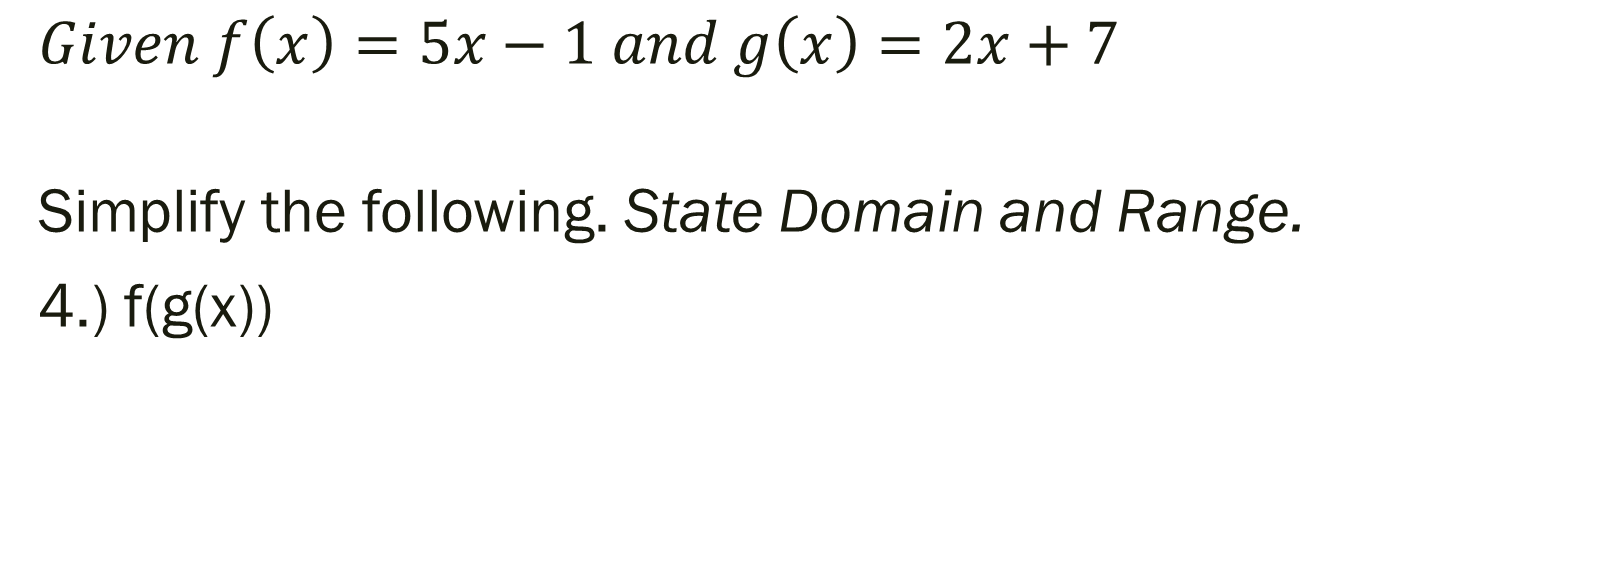 Given f(x) = 5x − 1 and g(x) = 2x + 7
Simplify the following. State Domain and Range.
4.) f(g(x))